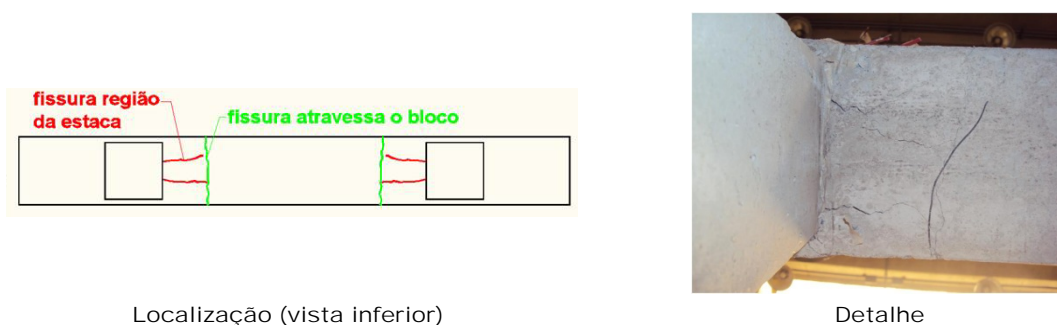 fissura região
da estaca
fissura atravessa o bloco
Localização (vista inferior)
Detalhe